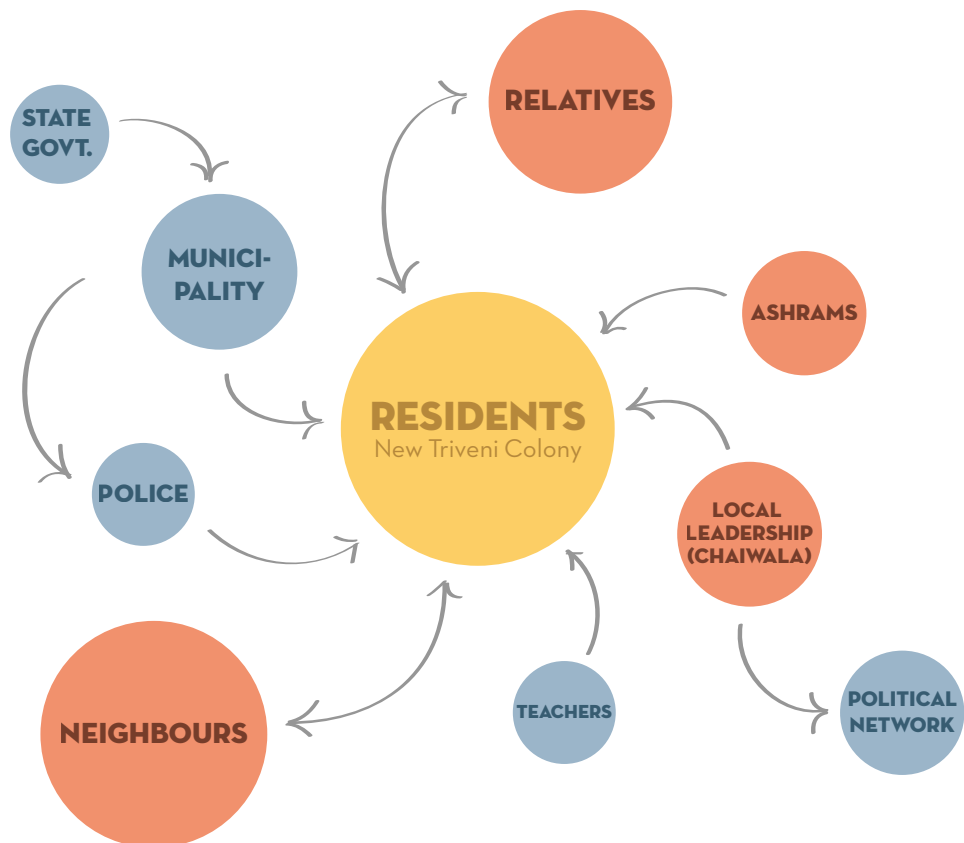 RELATIVES
STATE
GOVT.
MUNICI-
PALITY
ASHRAMS
RESIDENTS
New Triveni Colony
POLICE
LOCAL
LEADERSHIP
(CHAIWALA)
NEIGHBOURS
TEACHERS
POLITICAL
NETWORK